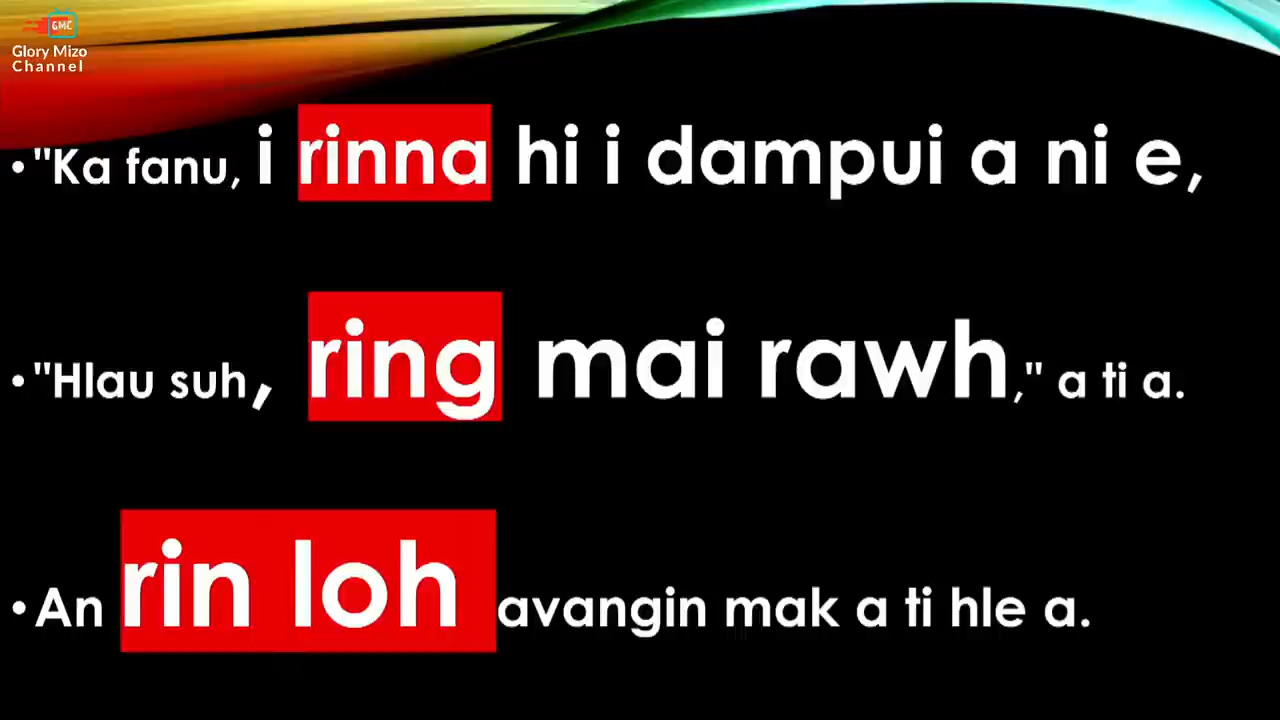 GMC
Glory Mizo
Channel
• "Ka fanu, i rinna hi i dampui a ni e,
• "Hlau suh, ring mai rawh," a ti a.
• An rin loh avangin mak a ti hle a.